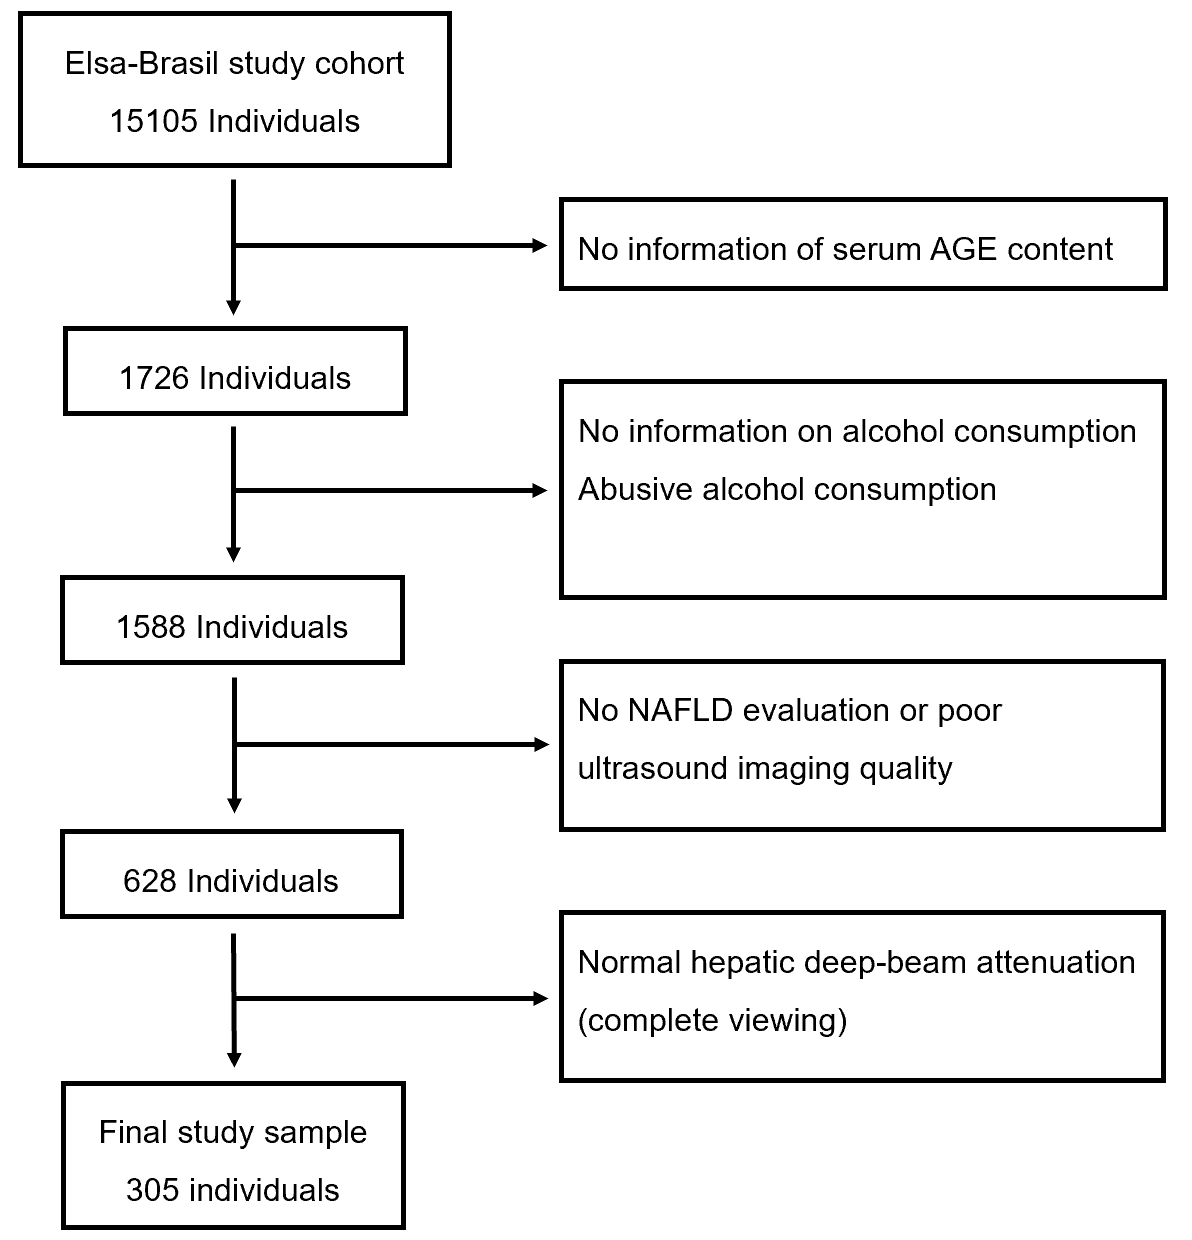 Elsa-Brasil study cohort
15105 Individuals
No information of serum AGE content
1726 Individuals
No information on alcohol consumption
Abusive alcohol consumption
1588 Individuals
No NAFLD evaluation or poor
ultrasound imaging quality
628 Individuals
Normal hepatic deep-beam attenuation
(complete viewing)
Final study sample
305 individuals